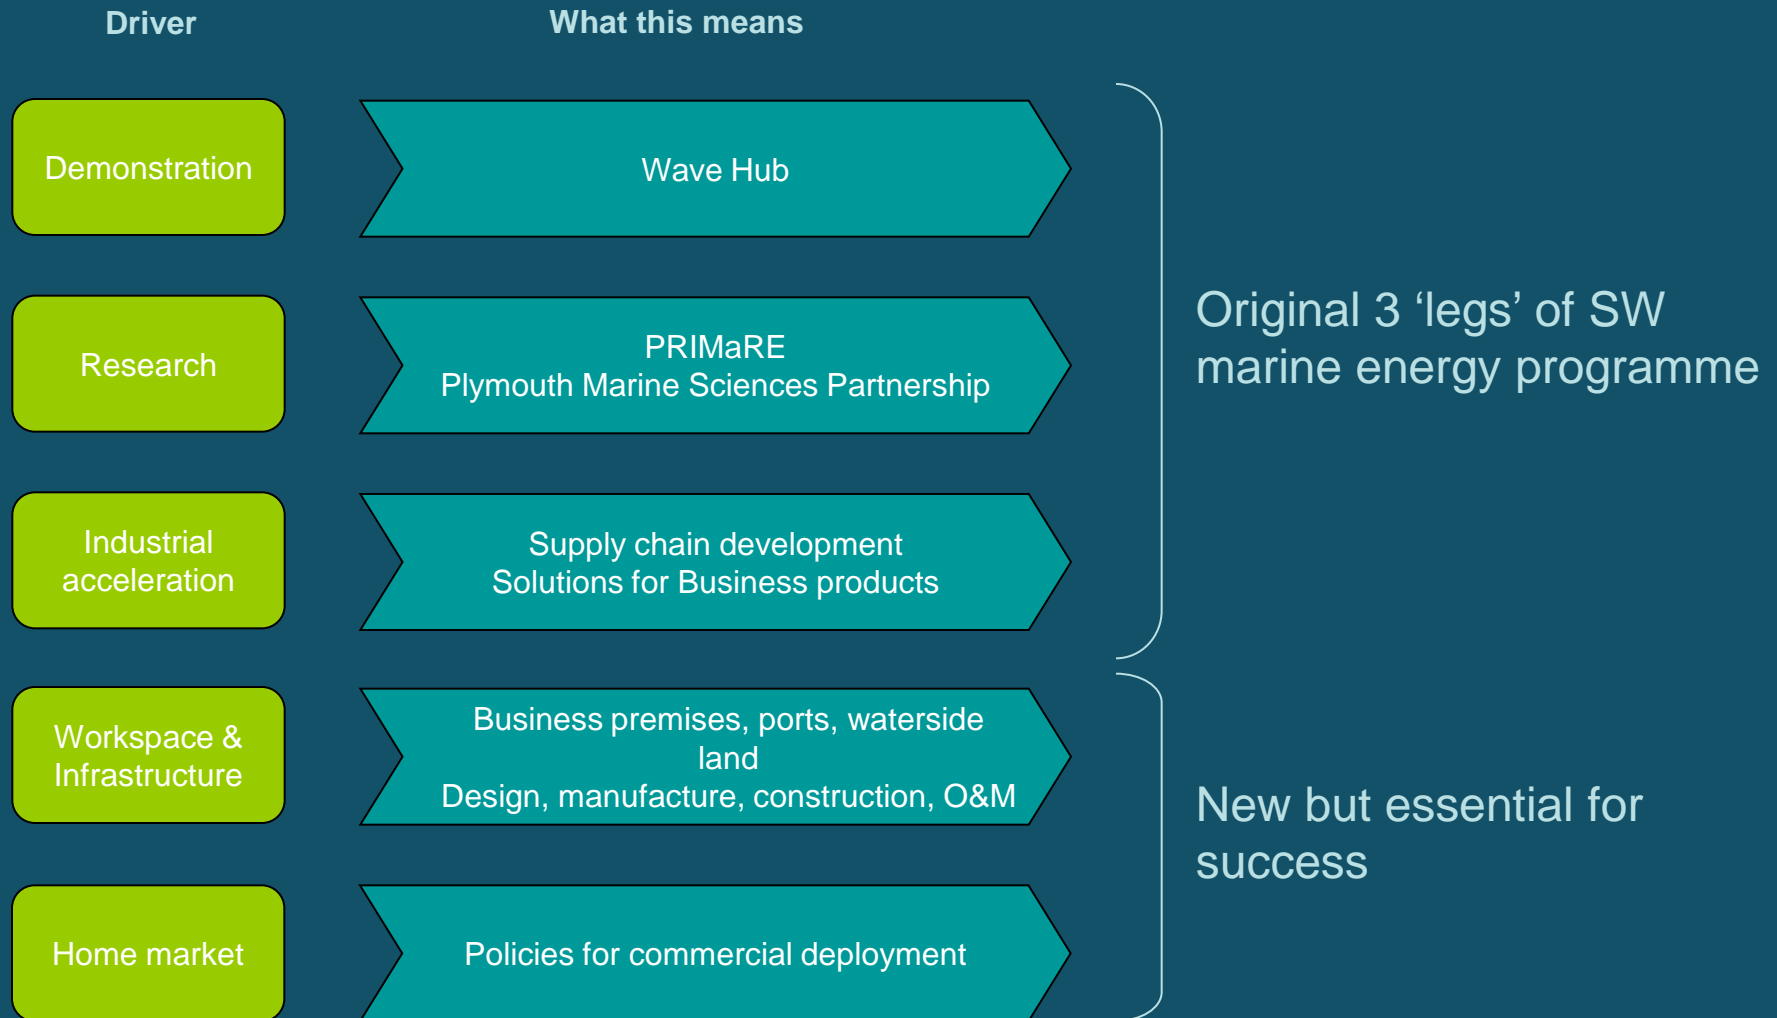 Driver
What this means
Demonstration
Wave Hub
Research
PRIMaRE
Plymouth Marine Sciences Partnership
Industrial
acceleration
Supply chain development
Solutions for Business products
Original 3 ‘legs’ of SW
marine energy programme
Workspace &
Infrastructure
Business premises, ports, waterside
land
Design, manufacture, construction, O&M
Home market
Policies for commercial deployment
New but essential for
success